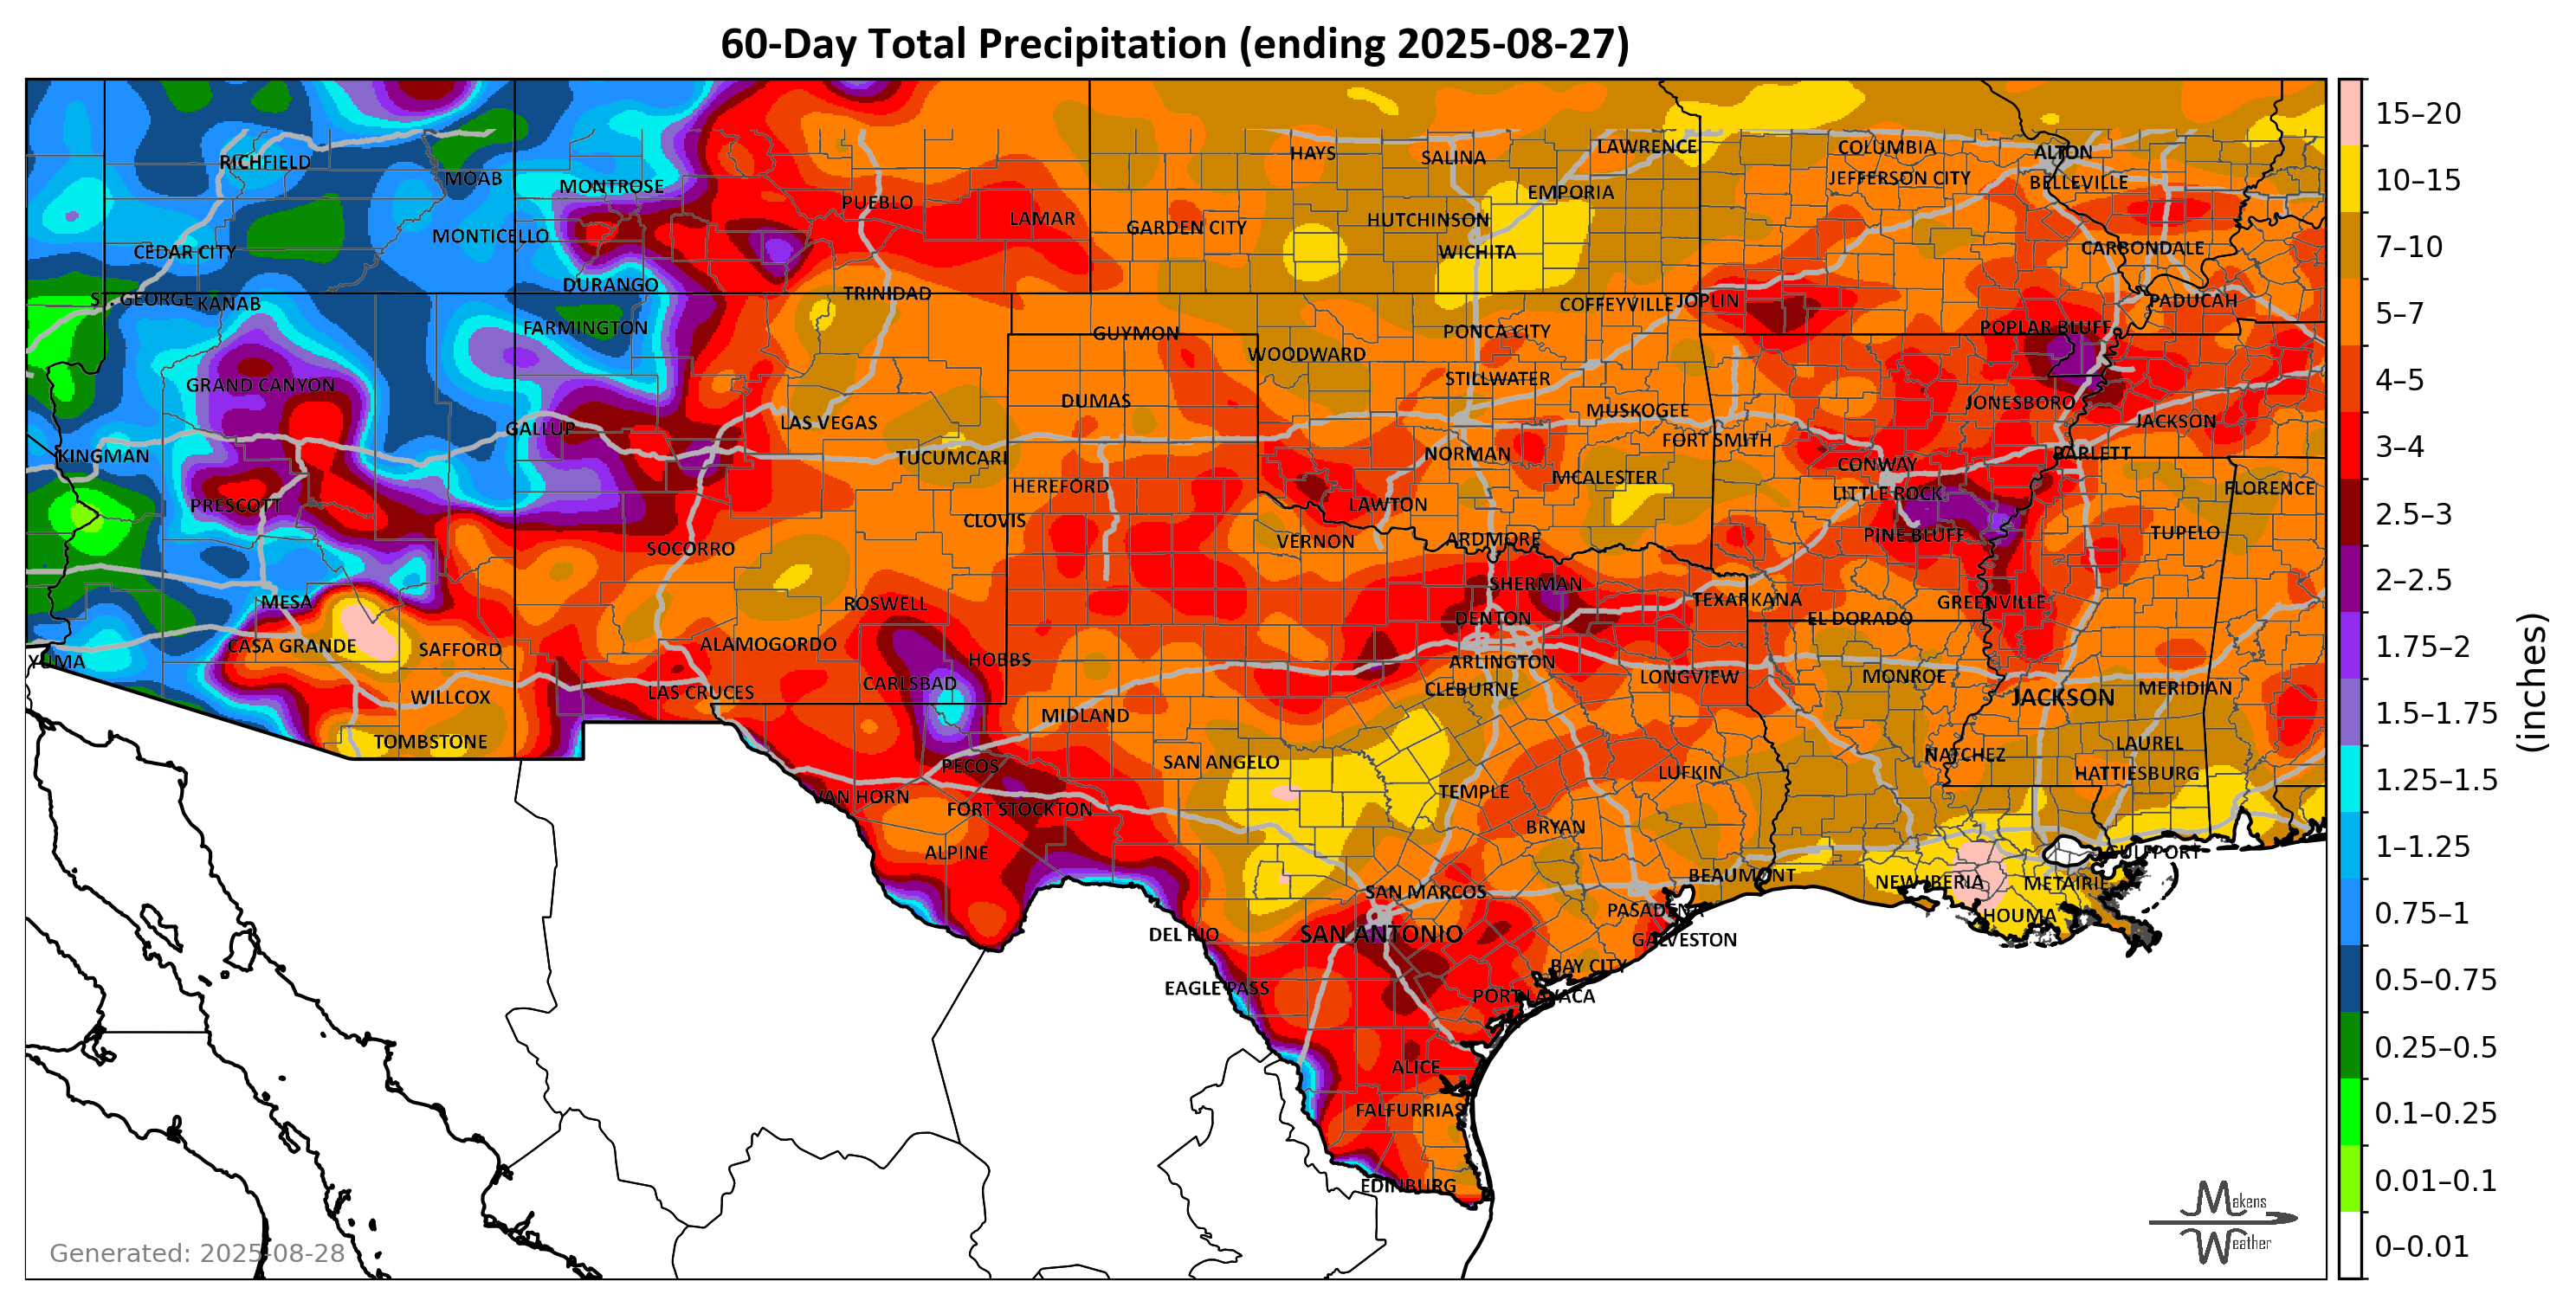 60-Day Total Precipitation (ending 2025-08-27)
HAYS
SALINA
LAWRENCE
COLUMBIA
ALTON
RICHFIELD
MOAB
MONTROSE
EMPORIA
JEFFERSON CITY
BELLEVILLE
PUEBLO
LAMAR
GARDEN CITY
HUTCHINSON
CEDAR CITY
MONTICELLO
WICHITA
CARBONDALE
DURANGO
TRINIDAD
ST. GEORGE
KANAB
COFFEYVILLE
JOPLIN
PADUCAH
FARMINGTON
GUYMON
PONCA CITY
POPLAR BLUFF
WOODWARD
GRAND CANYON
STILLWATER
DUMAS
MUSKOGEE
JONESBORO
GALLUP
LAS VEGAS
JACKSON
FORT SMITH
KINGMAN
TUCUMCARI
NORMAN
BARLETT
CONWAY
PRESCOTT
HEREFORD
MCALESTER
LITTLE ROCK
FLORENCE
LAWTON
CLOVIS
SOCORRO
VERNON
ARDMORE
PINE BLUFF
TUPELO
MESA
ROSWELL
SHERMAN
TEXARKANA
GREENVILLE
DENTON
EL DORADO
CASA GRANDE
SAFFORD
ALAMOGORDO
YUMA
HOBBS
ARLINGTON
CARLSBAD
WILLCOX
LAS CRUCES
CLEBURNE
LONGVIEW
MONROE
JACKSON
MERIDIAN
MIDLAND
TOMBSTONE
PECOS
SAN ANGELO
LUFKIN
NATCHEZ
LAUREL
HATTIESBURG
VAN HORN
FORT STOCKTON
TEMPLE
BRYAN
ALPINE
GULFPORT
SAN MARCOS
BEAUMONT
NEW IBERIA
METAIRIE
PASADENA
HOUMA
DEL RIO
SAN ANTONIO
GALVESTON
BAY CITY
EAGLE PASS
PORT LAVACA
ALICE
FALFURRIAS
EDINBURG
Generated: 2025-08-28
Makens
Weather
15–20
10–15
7–10
5–7
4–5
3–4
2.5–3
2–2.5
1.75–2
1.5–1.75
1.25–1.5
1–1.25
0.75–1
0.5–0.75
0.25–0.5
0.1–0.25
0.01–0.1
0–0.01
(inches)